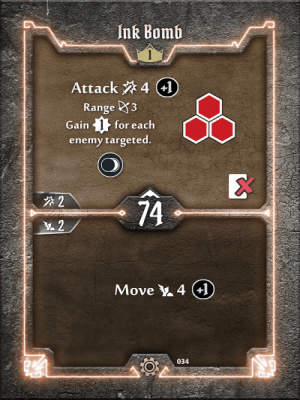 Ink Bomb
1
Attack 4 +1
Range 3
Gain 1 for each
enemy targeted.
2
74
2
Move 4 +1
034